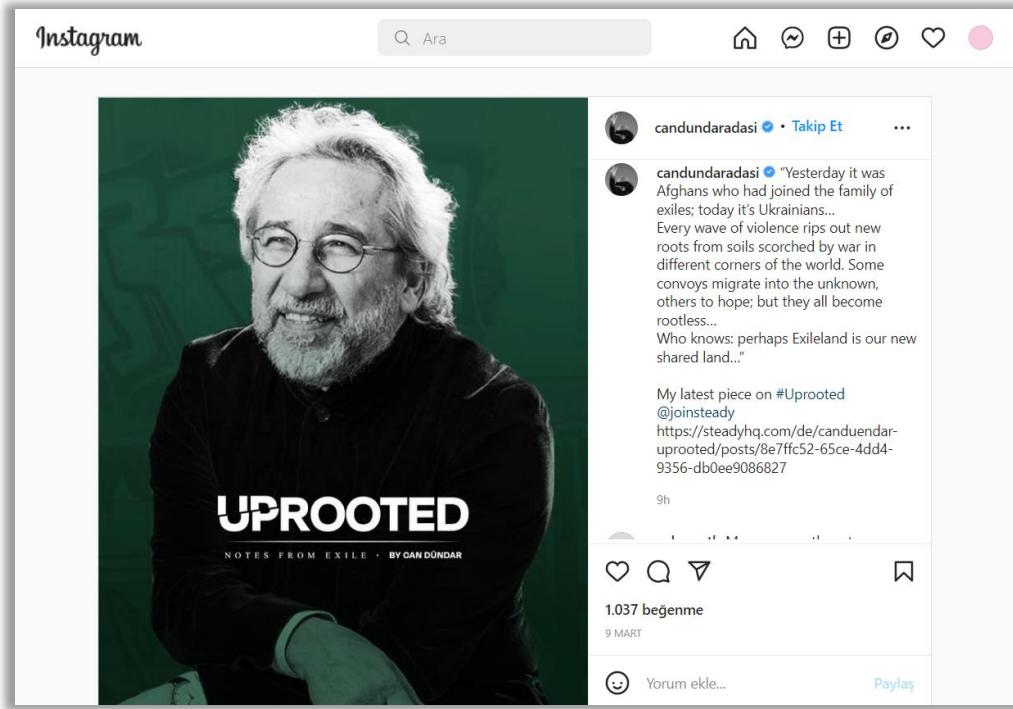 Instagram
Ara
UPROOTED
NOTES FROM EXILE · BY CAN DÜNDAR
candundaradasi • Takip Et
candundaradasi "Yesterday it was
Afghans who had joined the family of
exiles; today it's Ukrainians...
Every wave of violence rips out new
roots from soils scorched by war in
different corners of the world. Some
convoys migrate into the unknown,
others to hope; but they all become
rootless...
Who knows: perhaps Exileland is our new
shared land..."
My latest piece on #Uprooted
@joinsteady
https://steadyhq.com/de/canduendar-
uprooted/posts/8e7ffc52-65ce-4dd4-
9356-db0ee9086827
9h
1.037 beğenme
9 MART
Yorum ekle...
Paylaş